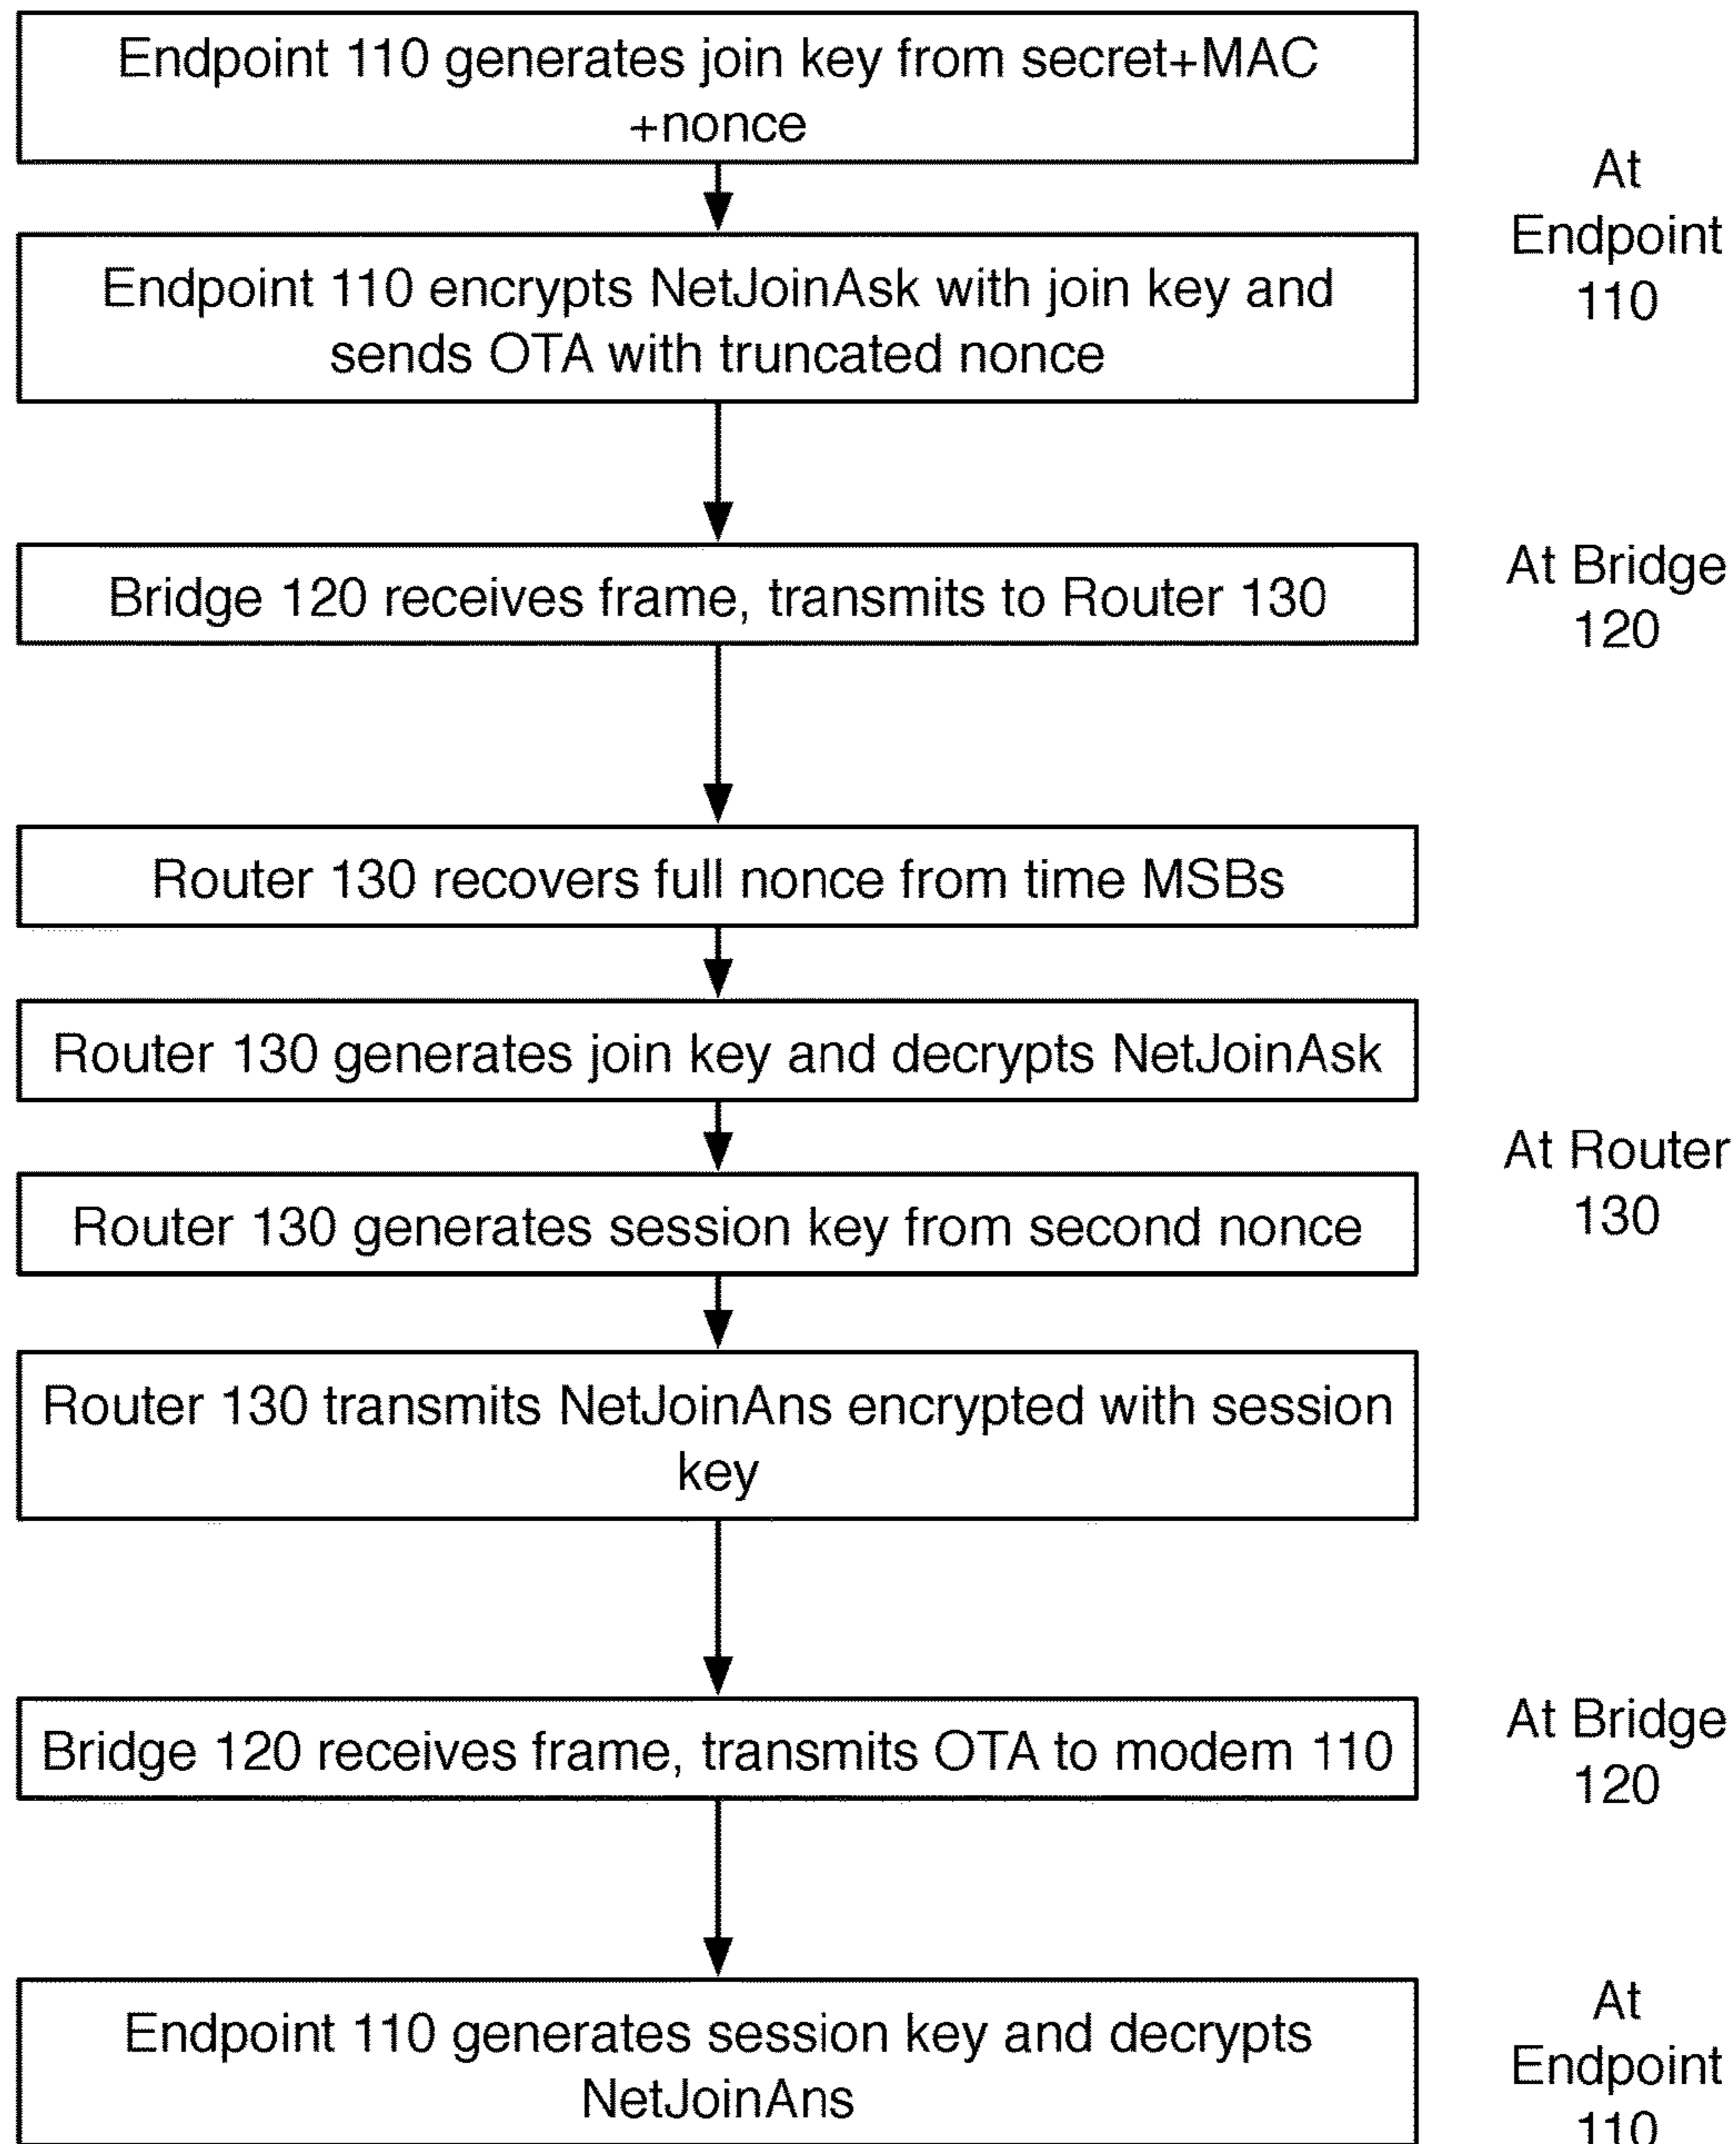 Endpoint 110 generates join key from secret+MAC
+nonce
At
Endpoint
110
Endpoint 110 encrypts NetJoinAsk with join key and
sends OTA with truncated nonce
Bridge 120 receives frame, transmits to Router 130
At Bridge
120
Router 130 recovers full nonce from time MSBs
Router 130 generates join key and decrypts NetJoinAsk
At Router
130
Router 130 generates session key from second nonce
Router 130 transmits NetJoinAns encrypted with session
key
Bridge 120 receives frame, transmits OTA to modem 110
At Bridge
120
Endpoint 110 generates session key and decrypts
NetJoinAns
At
Endpoint
110